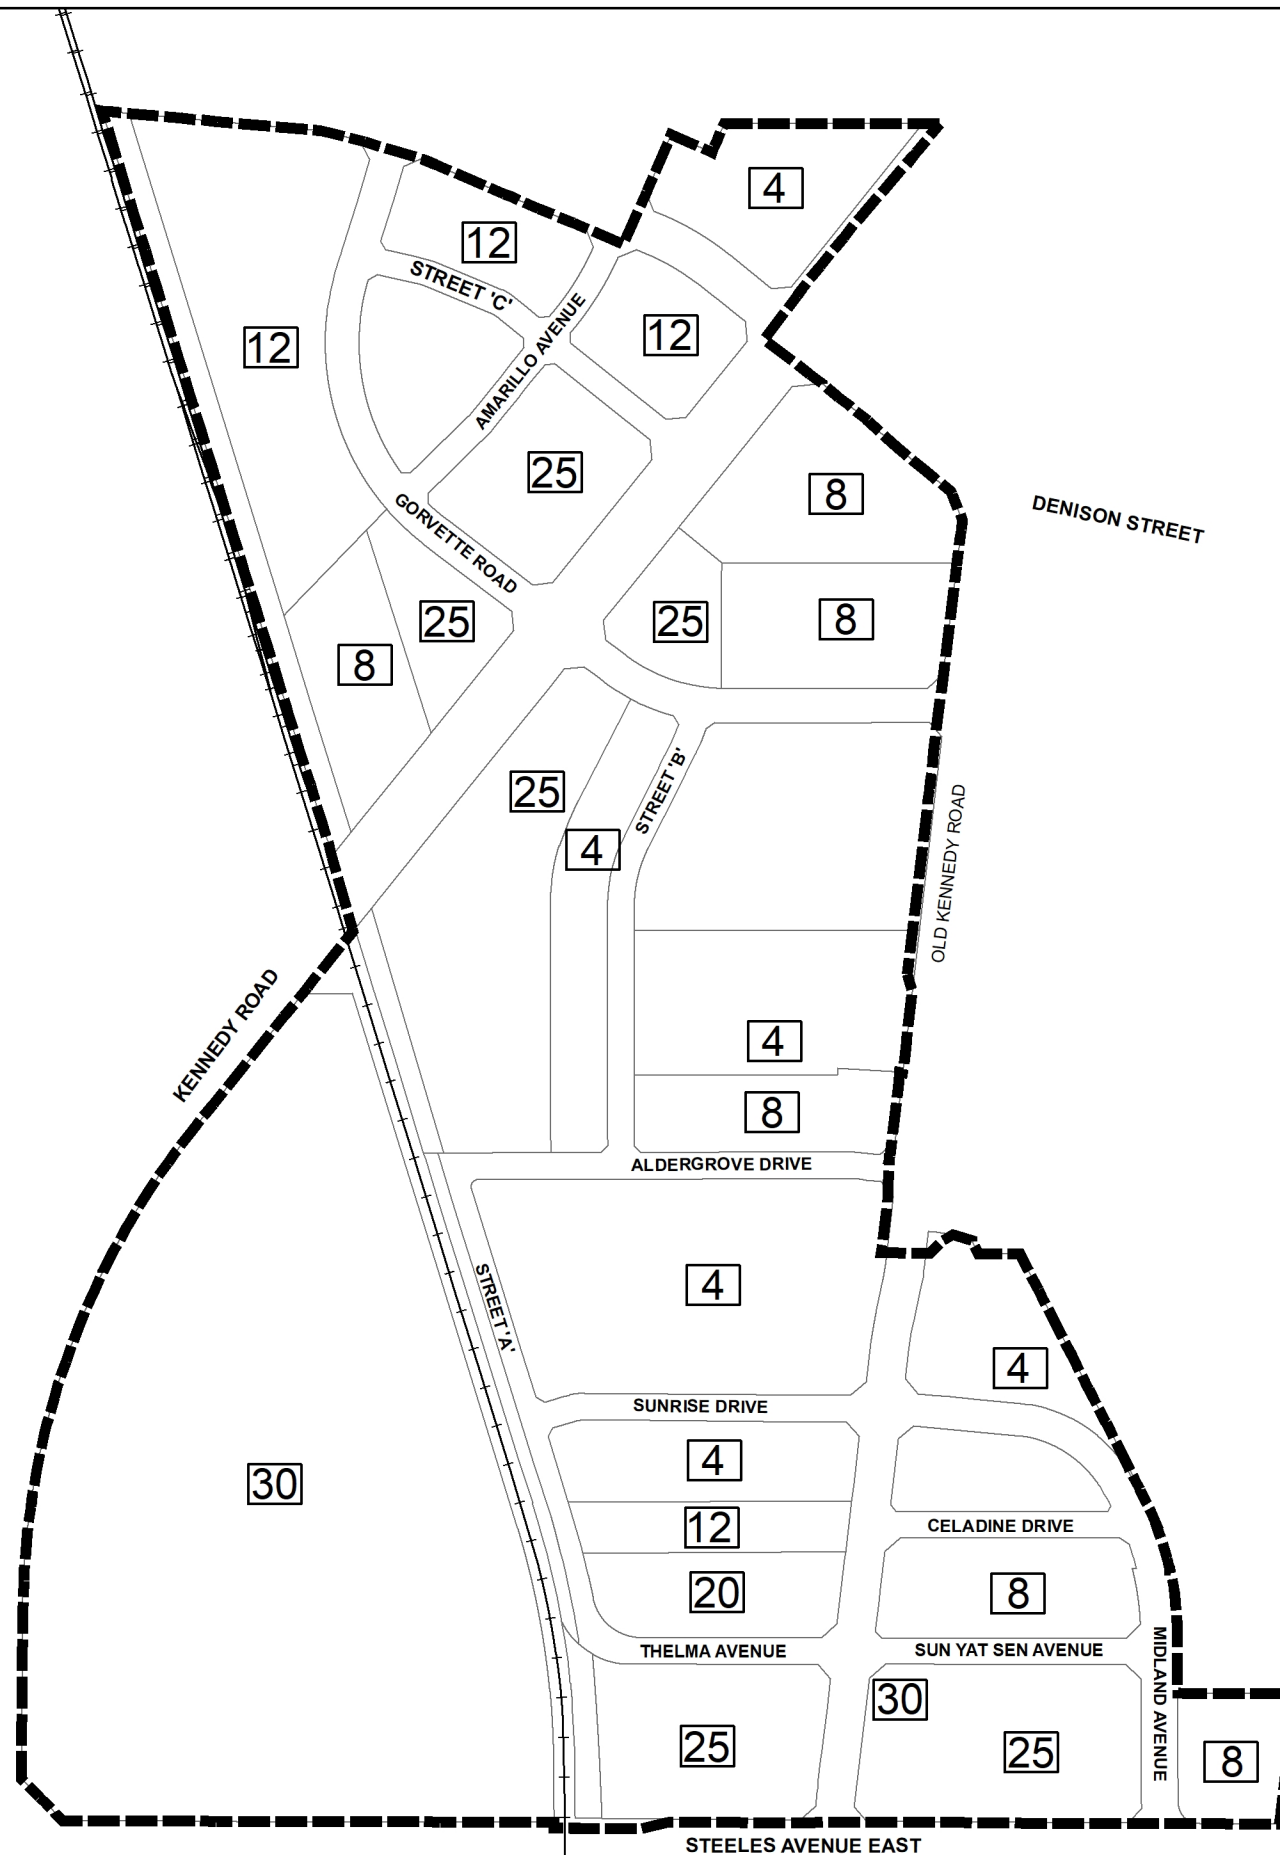 4
12
STREET 'C'
12
12
AMARILLO AVENUE
25
8
DENISON STREET
GORVETTE ROAD
25
25
8
8
25
STREET 'B'
4
OLD KENNEDY ROAD
KENNEDY ROAD
4
8
ALDERGROVE DRIVE
4
STREET 'A'
4
SUNRISE DRIVE
4
30
12
CELADINE DRIVE
20
8
THELMA AVENUE
SUN YAT SEN AVENUE
MIDLAND AVENUE
30
25
25
8
STEELES AVENUE EAST